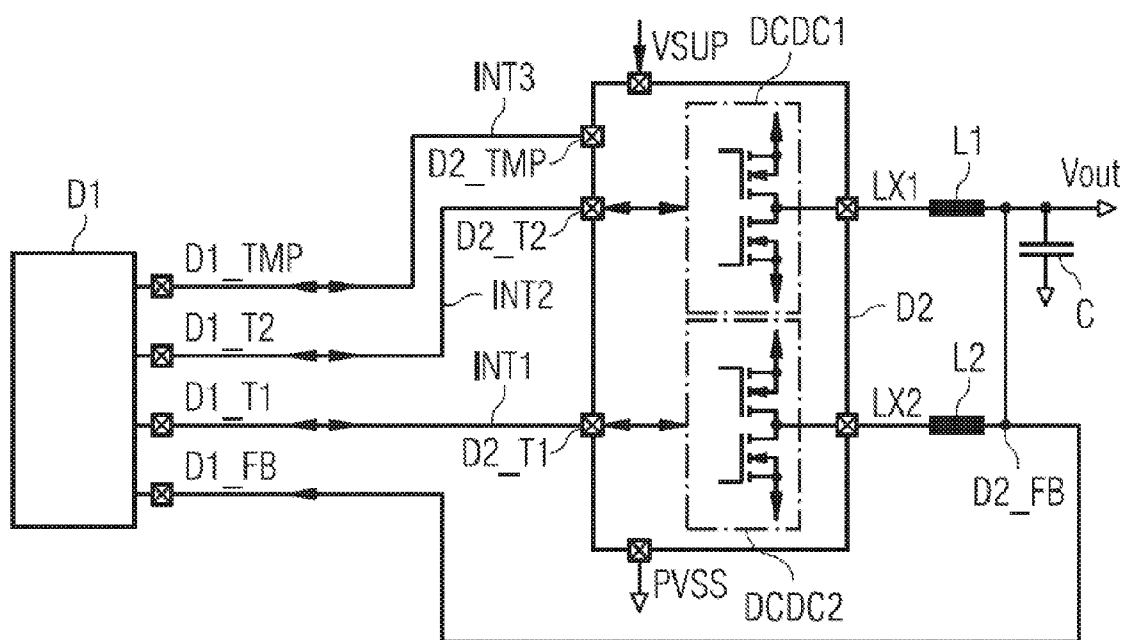 VSUP
DCDC1
INT3
D2_TMP
L1
LX1
Vout
D1
D2_T2
D1_TMP
INT2
D2
C
D1_T2
INT1
L2
D1_T1
LX2
D2_T1
D1_FB
D2_FB
PVSS
DCDC2